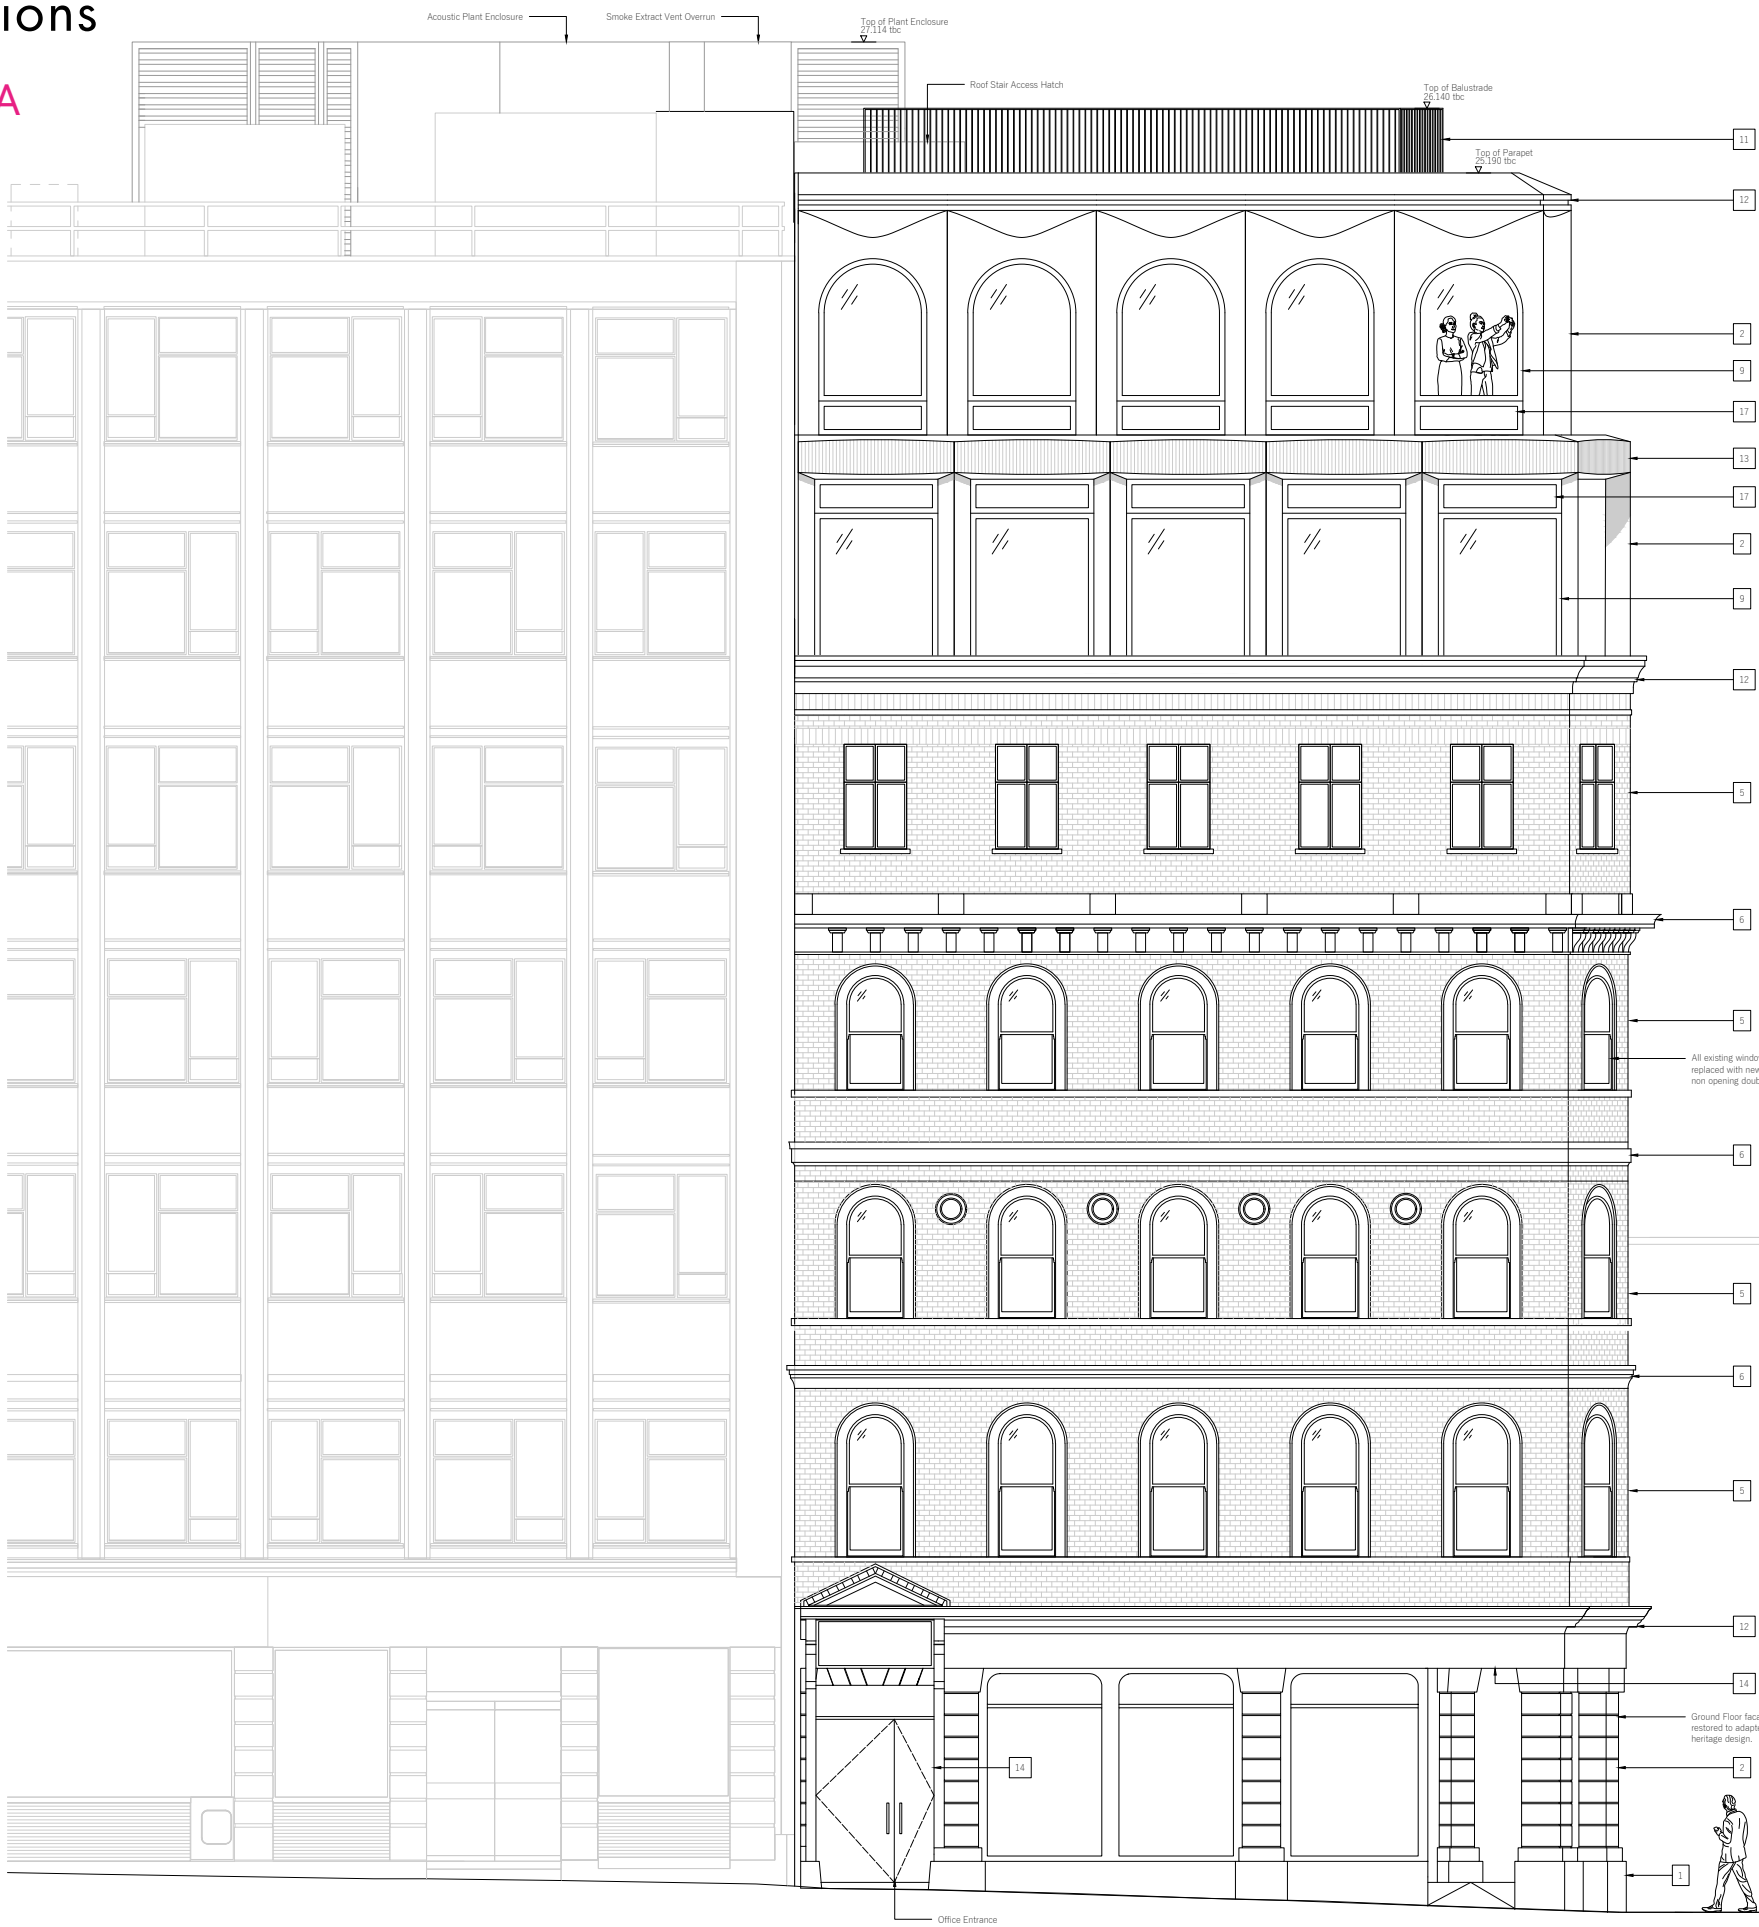 ions
A
Acoustic Plant Enclosure
Smoke Extract Vent Overrun
Top of Plant Enclosure
27.114 tbc
Roof Stair Access Hatch
Top of Balustrade
26.140 tbc
11
Top of Parapet
25.190 tbc
12
2
9
17
13
17
2
9
12
5
6
5
All existing windo
replaced with new
non opening doub
6
5
6
5
12
14
Ground Floor faca
restored to adapte
heritage design.
14
2
1
Office Entrance